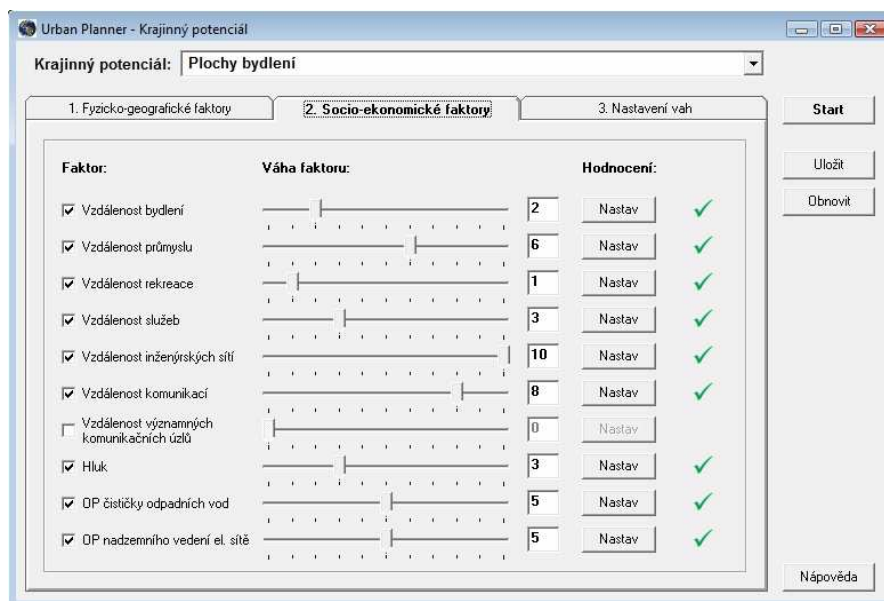 Urban Planner - Krajinný potenciál
Krajinný potenciál: Plochy bydlení
1. Fyzicko-geografické faktory 2. Socio-ekonomické faktory 3. Nastavení vah
Start
Uložit
Obnovit
Faktor: Váha faktoru: Hodnocení:
Vzdálenost bydlení 2 Nastav
Vzdálenost průmyslu 6 Nastav
Vzdálenost rekreace 1 Nastav
Vzdálenost služeb 3 Nastav
Vzdálenost inženýrských sítí 10 Nastav
Vzdálenost komunikací 8 Nastav
Vzdálenost významných
komunikačních úzlů 0 Nastav
Hluk 3 Nastav
OP čističky odpadních vod 5 Nastav
OP nadzemního vedení el. sítě 5 Nastav
Nápověda